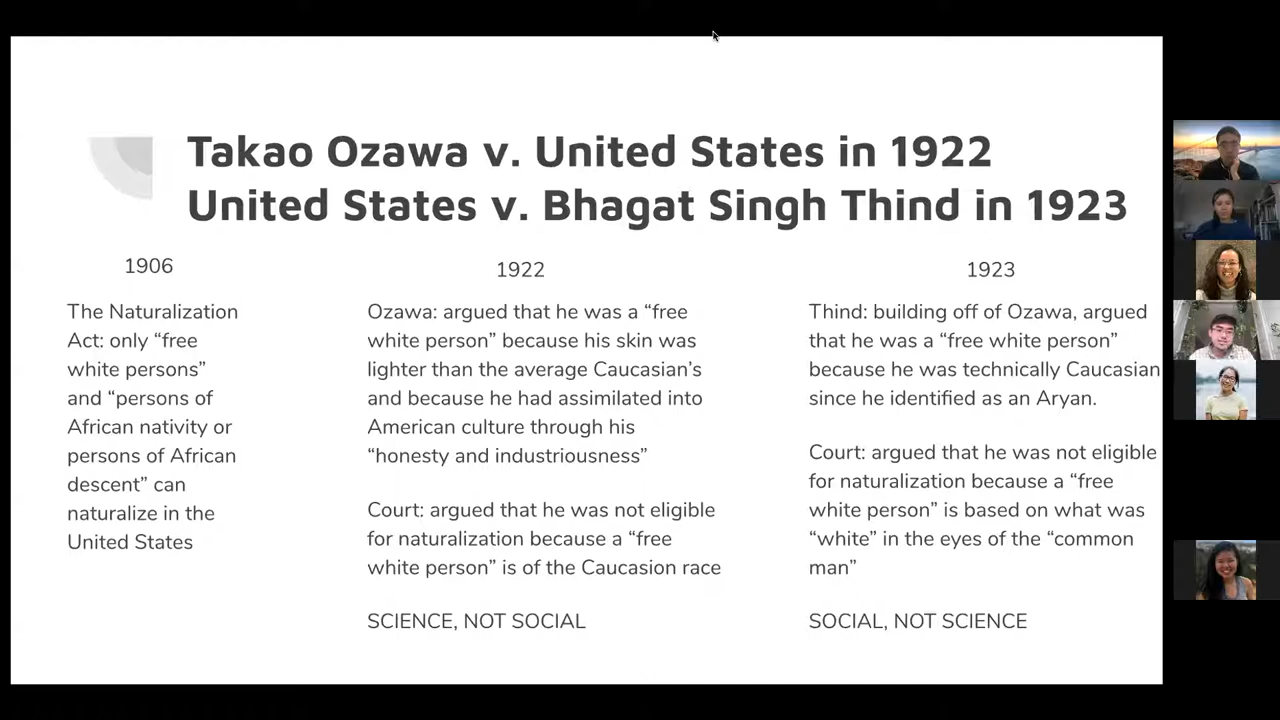 Takao Ozawa v. United States in 1922
United States v. Bhagat Singh Thind in 1923
1906
The Naturalization
Act: only “free
white persons”
and “persons of
African nativity or
persons of African
descent” can
naturalize in the
United States
1922
Ozawa: argued that he was a “free
white person” because his skin was
lighter than the average Caucasian’s
and because he had assimilated into
American culture through his
“honesty and industriousness”
Court: argued that he was not eligible
for naturalization because a “free
white person” is of the Caucasion race
SCIENCE, NOT SOCIAL
1923
Thind: building off of Ozawa, argued
that he was a “free white person”
because he was technically Caucasian
since he identified as an Aryan.
Court: argued that he was not eligible
for naturalization because a “free
white person” is based on what was
“white” in the eyes of the “common
man”
SOCIAL, NOT SCIENCE